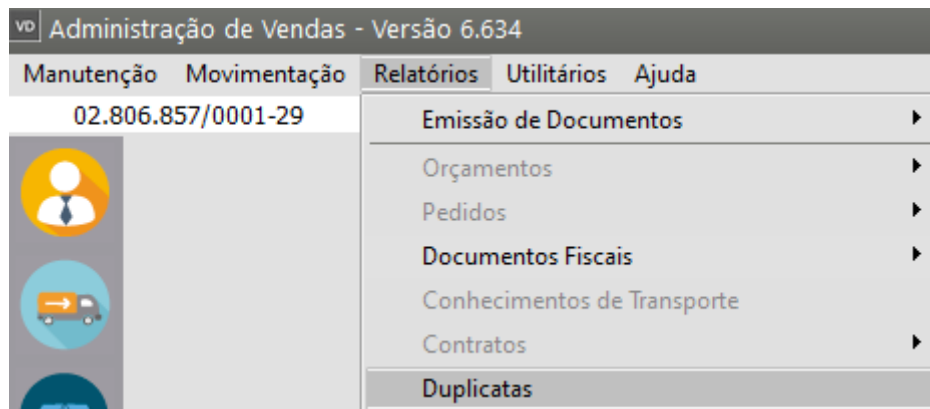 VD Administração de Vendas - Versão 6.634
Manutenção Movimentação Relatórios Utilitários Ajuda
02.806.857/0001-29
Emissão de Documentos
Orçamentos
Pedidos
Documentos Fiscais
Conhecimentos de Transporte
Contratos
Duplicatas